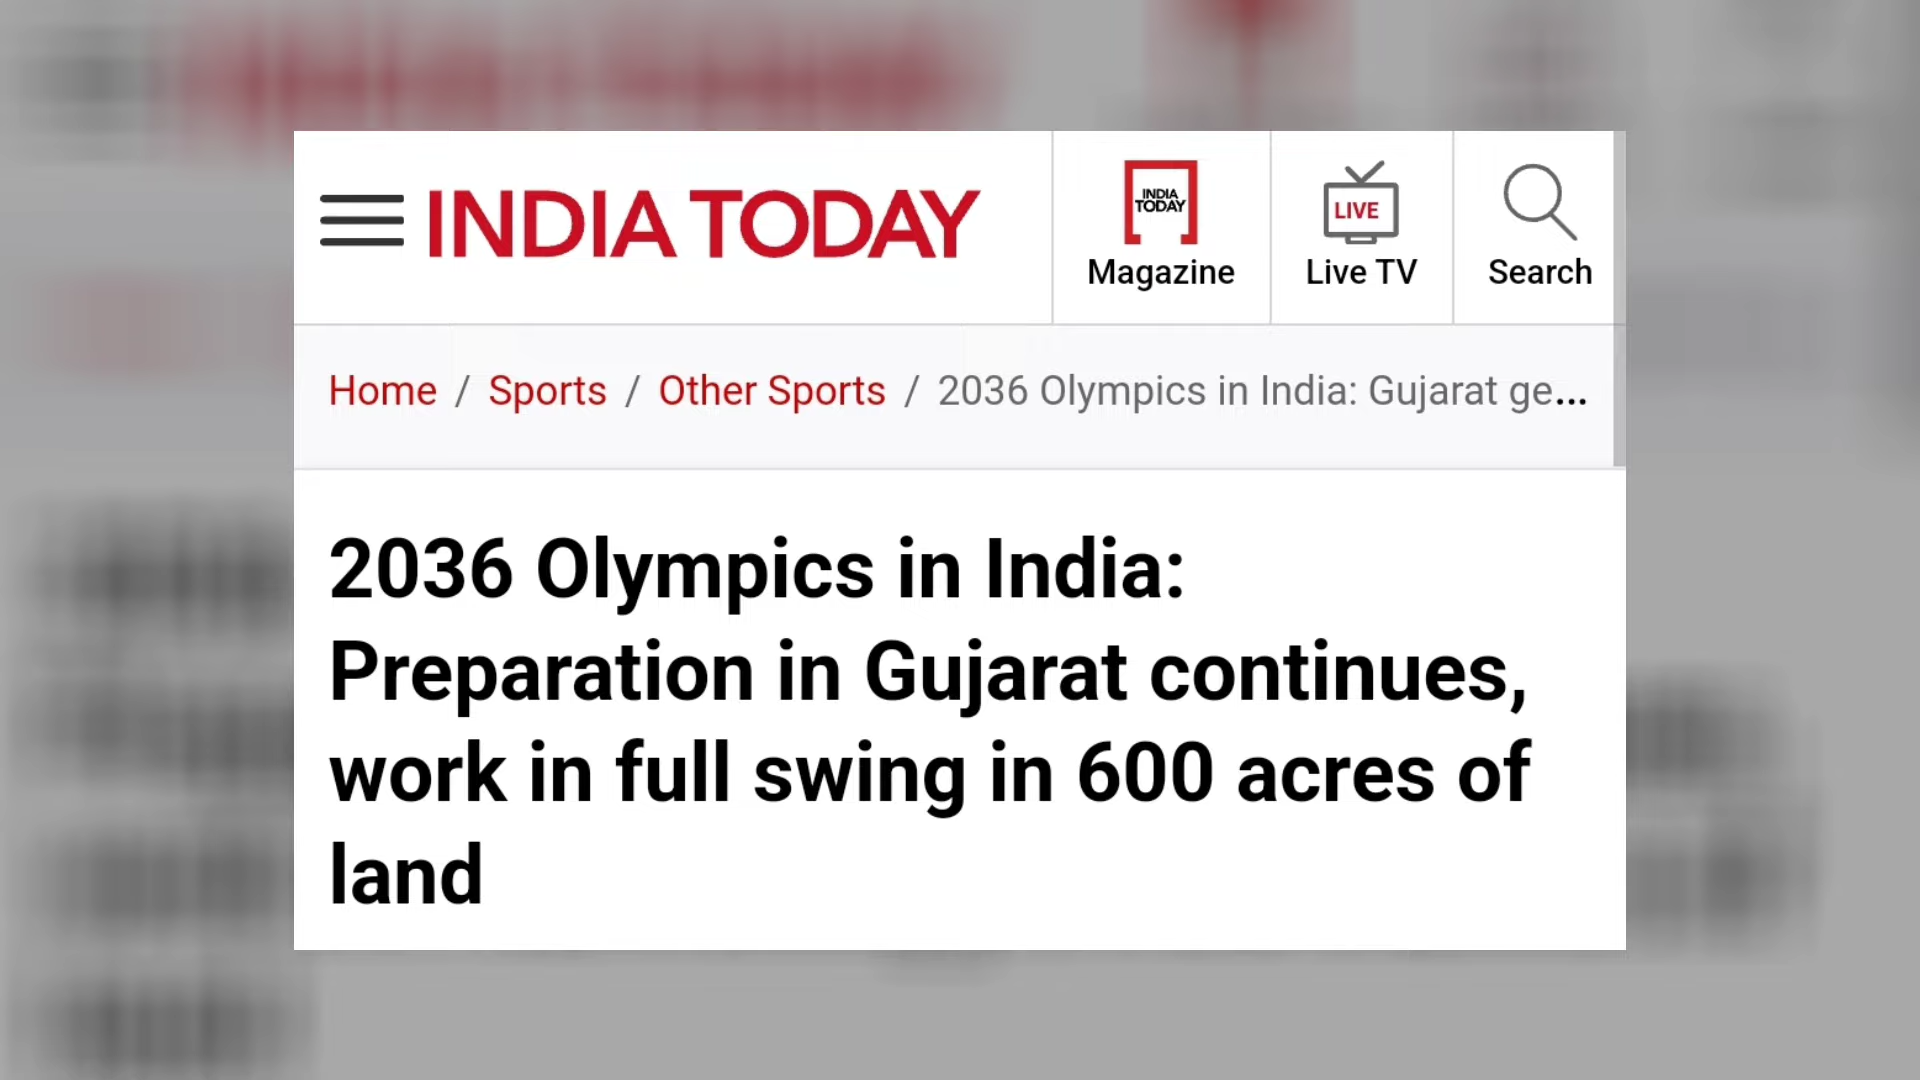 INDIA TODAY
INDIA
TODAY
Magazine
LIVE
Live TV
Search
Home / Sports / Other Sports / 2036 Olympics in India: Gujarat ge...
2036 Olympics in India:
Preparation in Gujarat continues,
work in full swing in 600 acres of
land